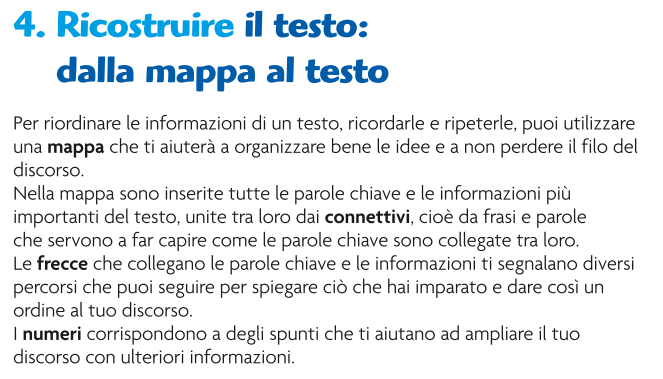 4. Ricostruire il testo:
dalla mappa al testo
Per riordinare le informazioni di un testo, ricordarle e ripeterle, puoi utilizzare
una mappa che ti aiuterà a organizzare bene le idee e a non perdere il filo del
discorso.
Nella mappa sono inserite tutte le parole chiave e le informazioni più
importanti del testo, unite tra loro dai connettivi, cioè da frasi e parole
che servono a far capire come le parole chiave sono collegate tra loro.
Le frecce che collegano le parole chiave e le informazioni ti segnalano diversi
percorsi che puoi seguire per spiegare ciò che hai imparato e dare così un
ordine al tuo discorso.
I numeri corrispondono a degli spunti che ti aiutano ad ampliare il tuo
discorso con ulteriori informazioni.